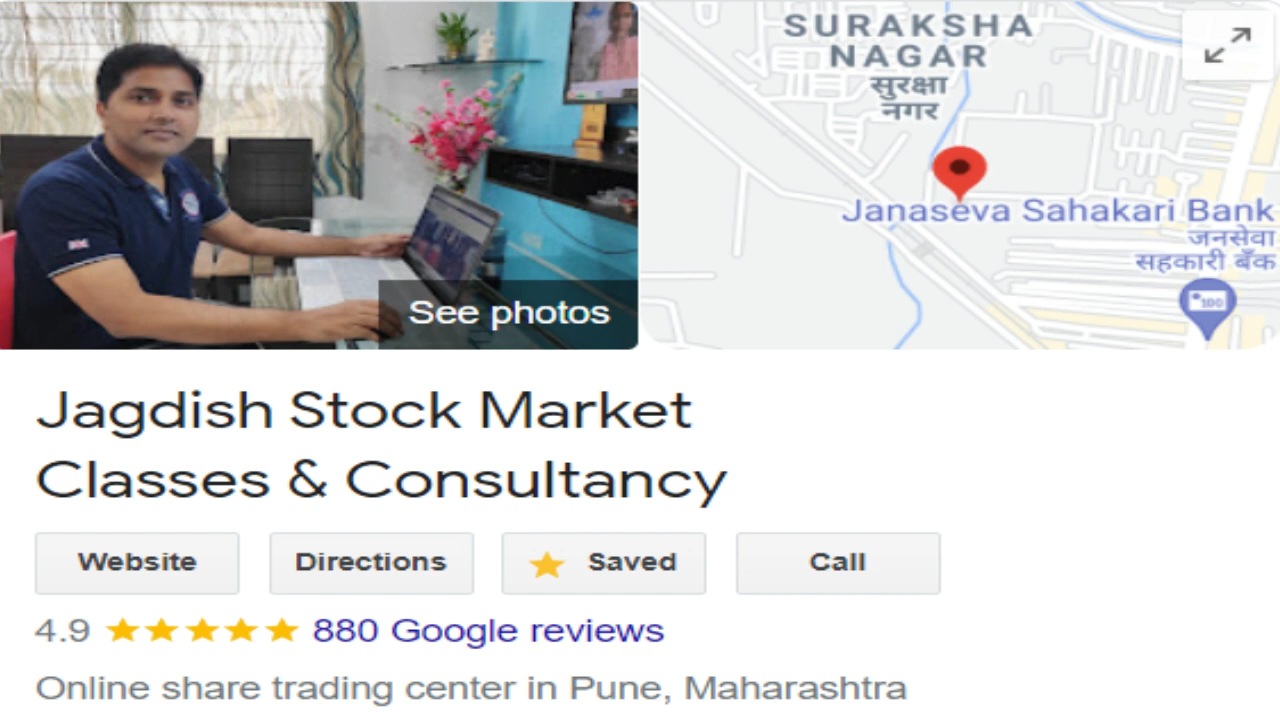 See photos
SURAKSHA
NAGAR
सुरक्षा
नगर
Janaseva Sahakari Bank
जनसेवा
सहकारी बँक
100
Jagdish Stock Market
Classes & Consultancy
Website
Directions
Saved
Call
4.9 880 Google reviews
Online share trading center in Pune, Maharashtra